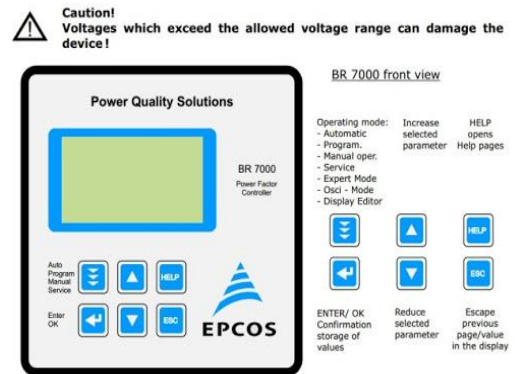 Caution!
Voltages which exceed the allowed voltage range can damage the
device!
BR 7000 front view
Power Quality Solutions
BR 7000
Power Factor
Controller
Auto
Program
Manual
Service
HELP
Enter
OK
ESC
EPCOS
Operating mode:
- Automatic
- Program.
- Manual oper.
- Service
- Expert Mode
- Osci - Mode
- Display Editor
Increase
selected
parameter
HELP
opens
Help pages
HELP
ESC
ENTER/ OK
Confirmation
storage of
values
Reduce
selected
parameter
Escape
previous
page/value
in the display